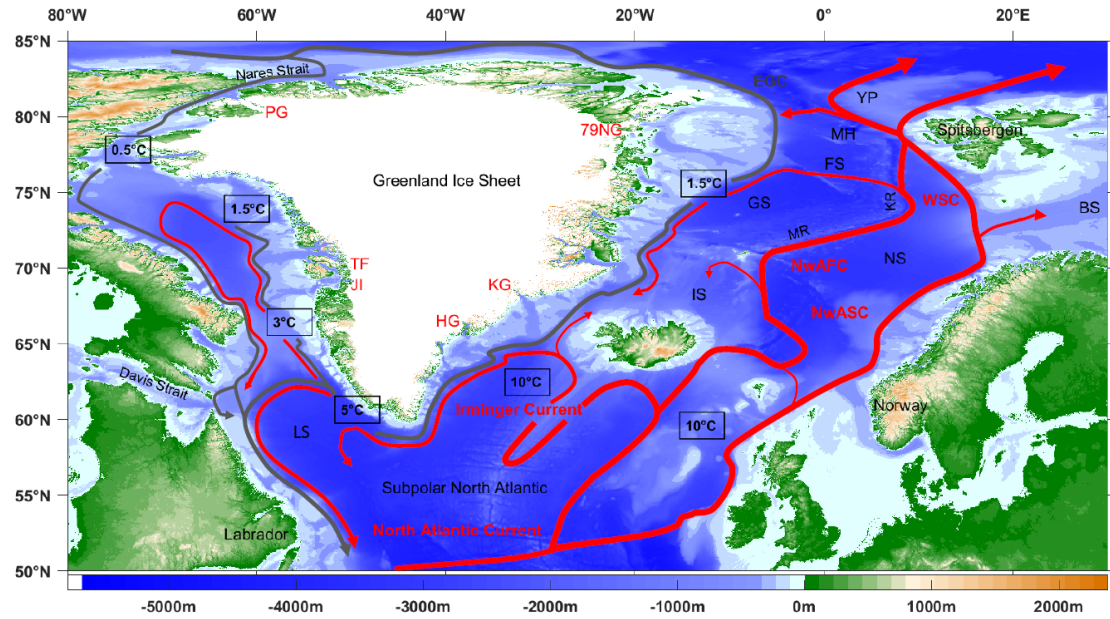 80°W 60°W 40°W 20°W 0° 20°E
85°N
Nares Strait
EGC
YP
80°N
PG
79NG
MH
Spitsbergen
0.5°C
FS
Greenland Ice Sheet
1.5°C
75°N
1.5°C
GS
KR
WSC
BS
MR
NS
70°N
TF
NwAFC
JI
KG
IS
NwASC
3°C
HG
65°N
Davis Strait
10°C
5°C
Irminger Current
Norway
60°N
LS
10°C
Subpolar North Atlantic
55°N
Labrador
North Atlantic Current
50°N
-5000m -4000m -3000m -2000m -1000m 0m 1000m 2000m